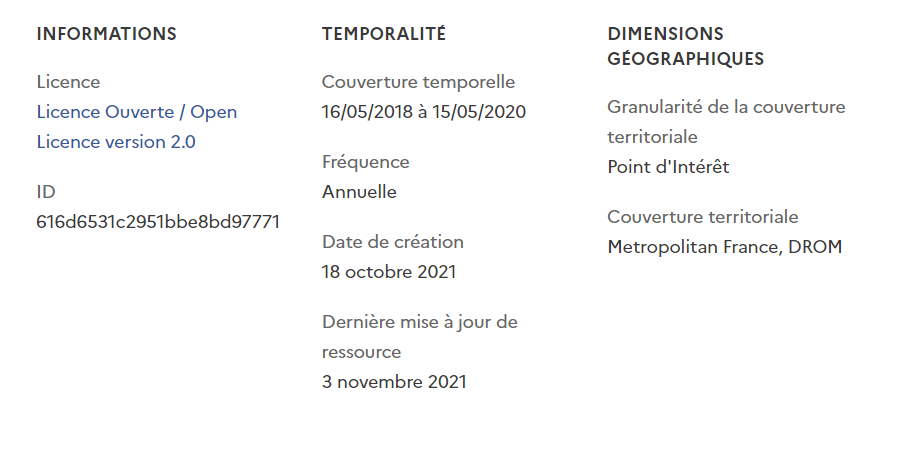 INFORMATIONS
Licence
Licence Ouverte / Open
Licence version 2.0
ID
616d6531c2951bbe8bd97771
TEMPORALITÉ
Couverture temporelle
16/05/2018 à 15/05/2020
Fréquence
Annuelle
Date de création
18 octobre 2021
Dernière mise à jour de
ressource
3 novembre 2021
DIMENSIONS
GÉOGRAPHIQUES
Granularité de la couverture
territoriale
Point d'Intérêt
Couverture territoriale
Metropolitan France, DROM